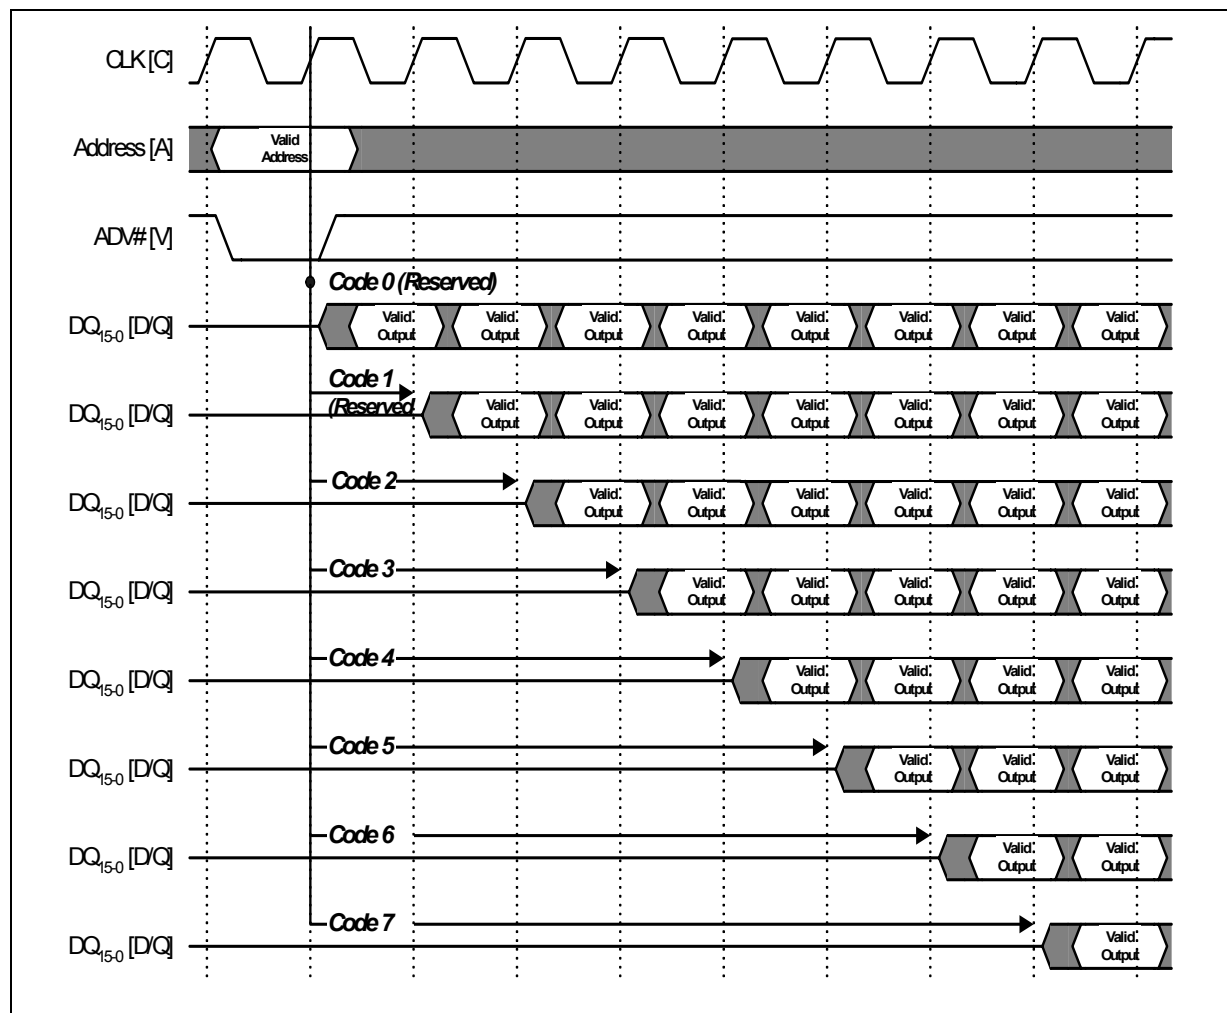 CLK [C]
Valid
Address
Address [A]
ADV# [V]
Code 0 (Reserved)
DQ15-0 [D/Q]
Valid Valid Valid Valid Valid Valid Valid Valid
Output Output Output Output Output Output Output Output
Code 1
(Reserved
DQ15-0 [D/Q]
Valid Valid Valid Valid Valid Valid Valid
Output Output Output Output Output Output Output
Code 2
DQ15-0 [D/Q]
Valid Valid Valid Valid Valid Valid
Output Output Output Output Output Output
Code 3
DQ15-0 [D/Q]
Valid Valid Valid Valid Valid
Output Output Output Output Output
Code 4
DQ15-0 [D/Q]
Valid Valid Valid Valid
Output Output Output Output
Code 5
DQ15-0 [D/Q]
Valid Valid Valid
Output Output Output
Code 6
DQ15-0 [D/Q]
Valid Valid
Output Output
Code 7
DQ15-0 [D/Q]
Valid
Output